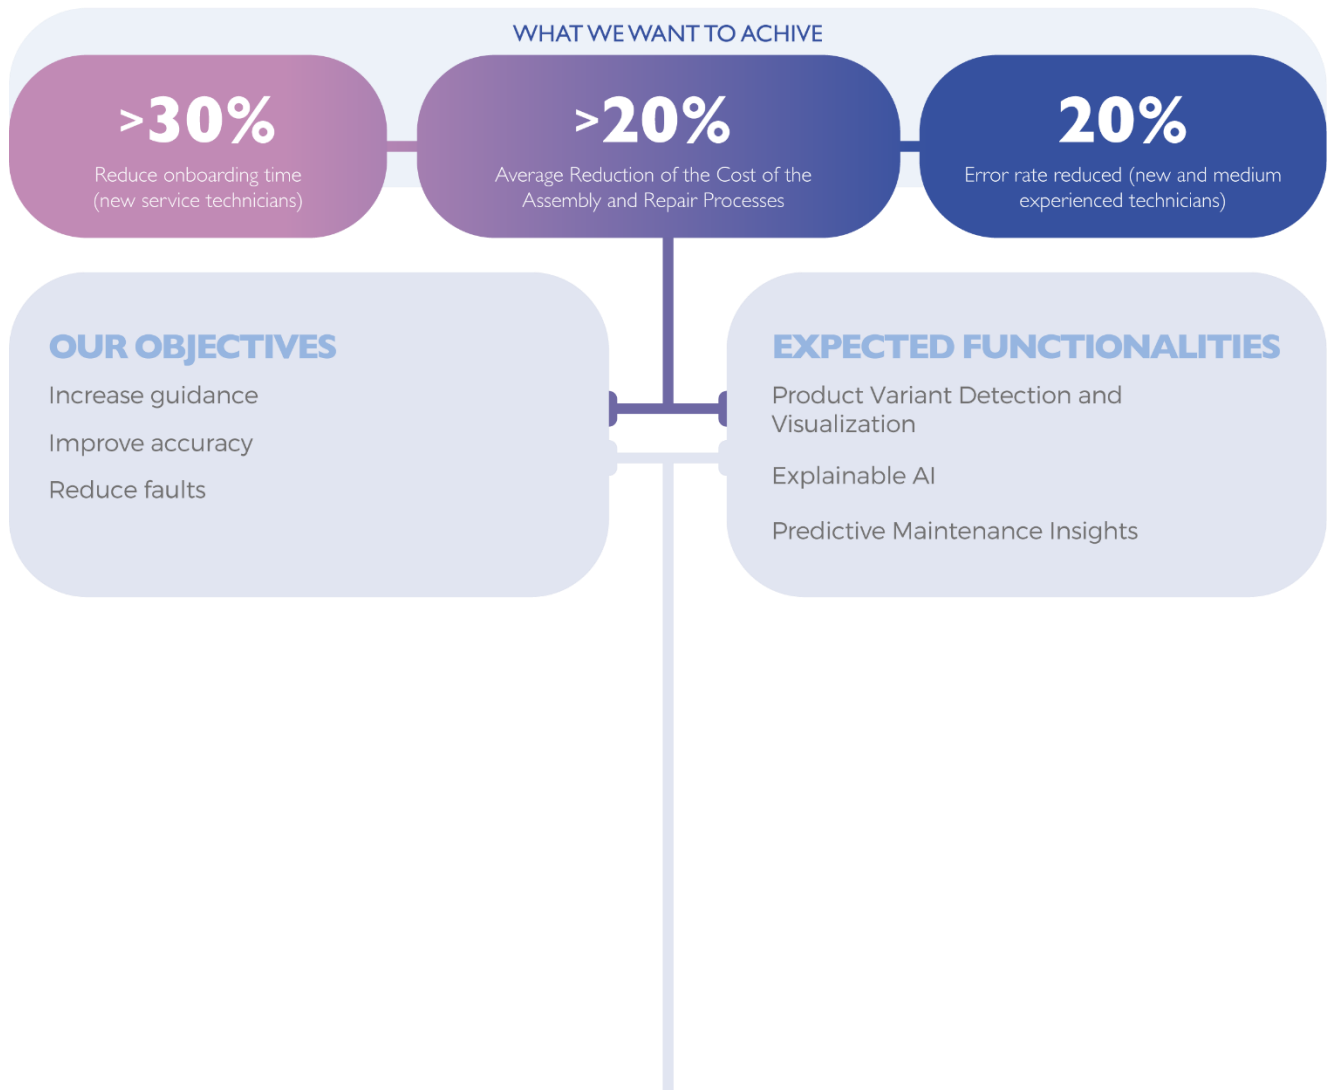 WHAT WE WANT TO ACHIVE
>30%
Reduce onboarding time
(new service technicians)
>20%
Average Reduction of the Cost of the
Assembly and Repair Processes
20%
Error rate reduced (new and medium
experienced technicians)
OUR OBJECTIVES
Increase guidance
Improve accuracy
Reduce faults
EXPECTED FUNCTIONALITIES
Product Variant Detection and
Visualization
Explainable AI
Predictive Maintenance Insights